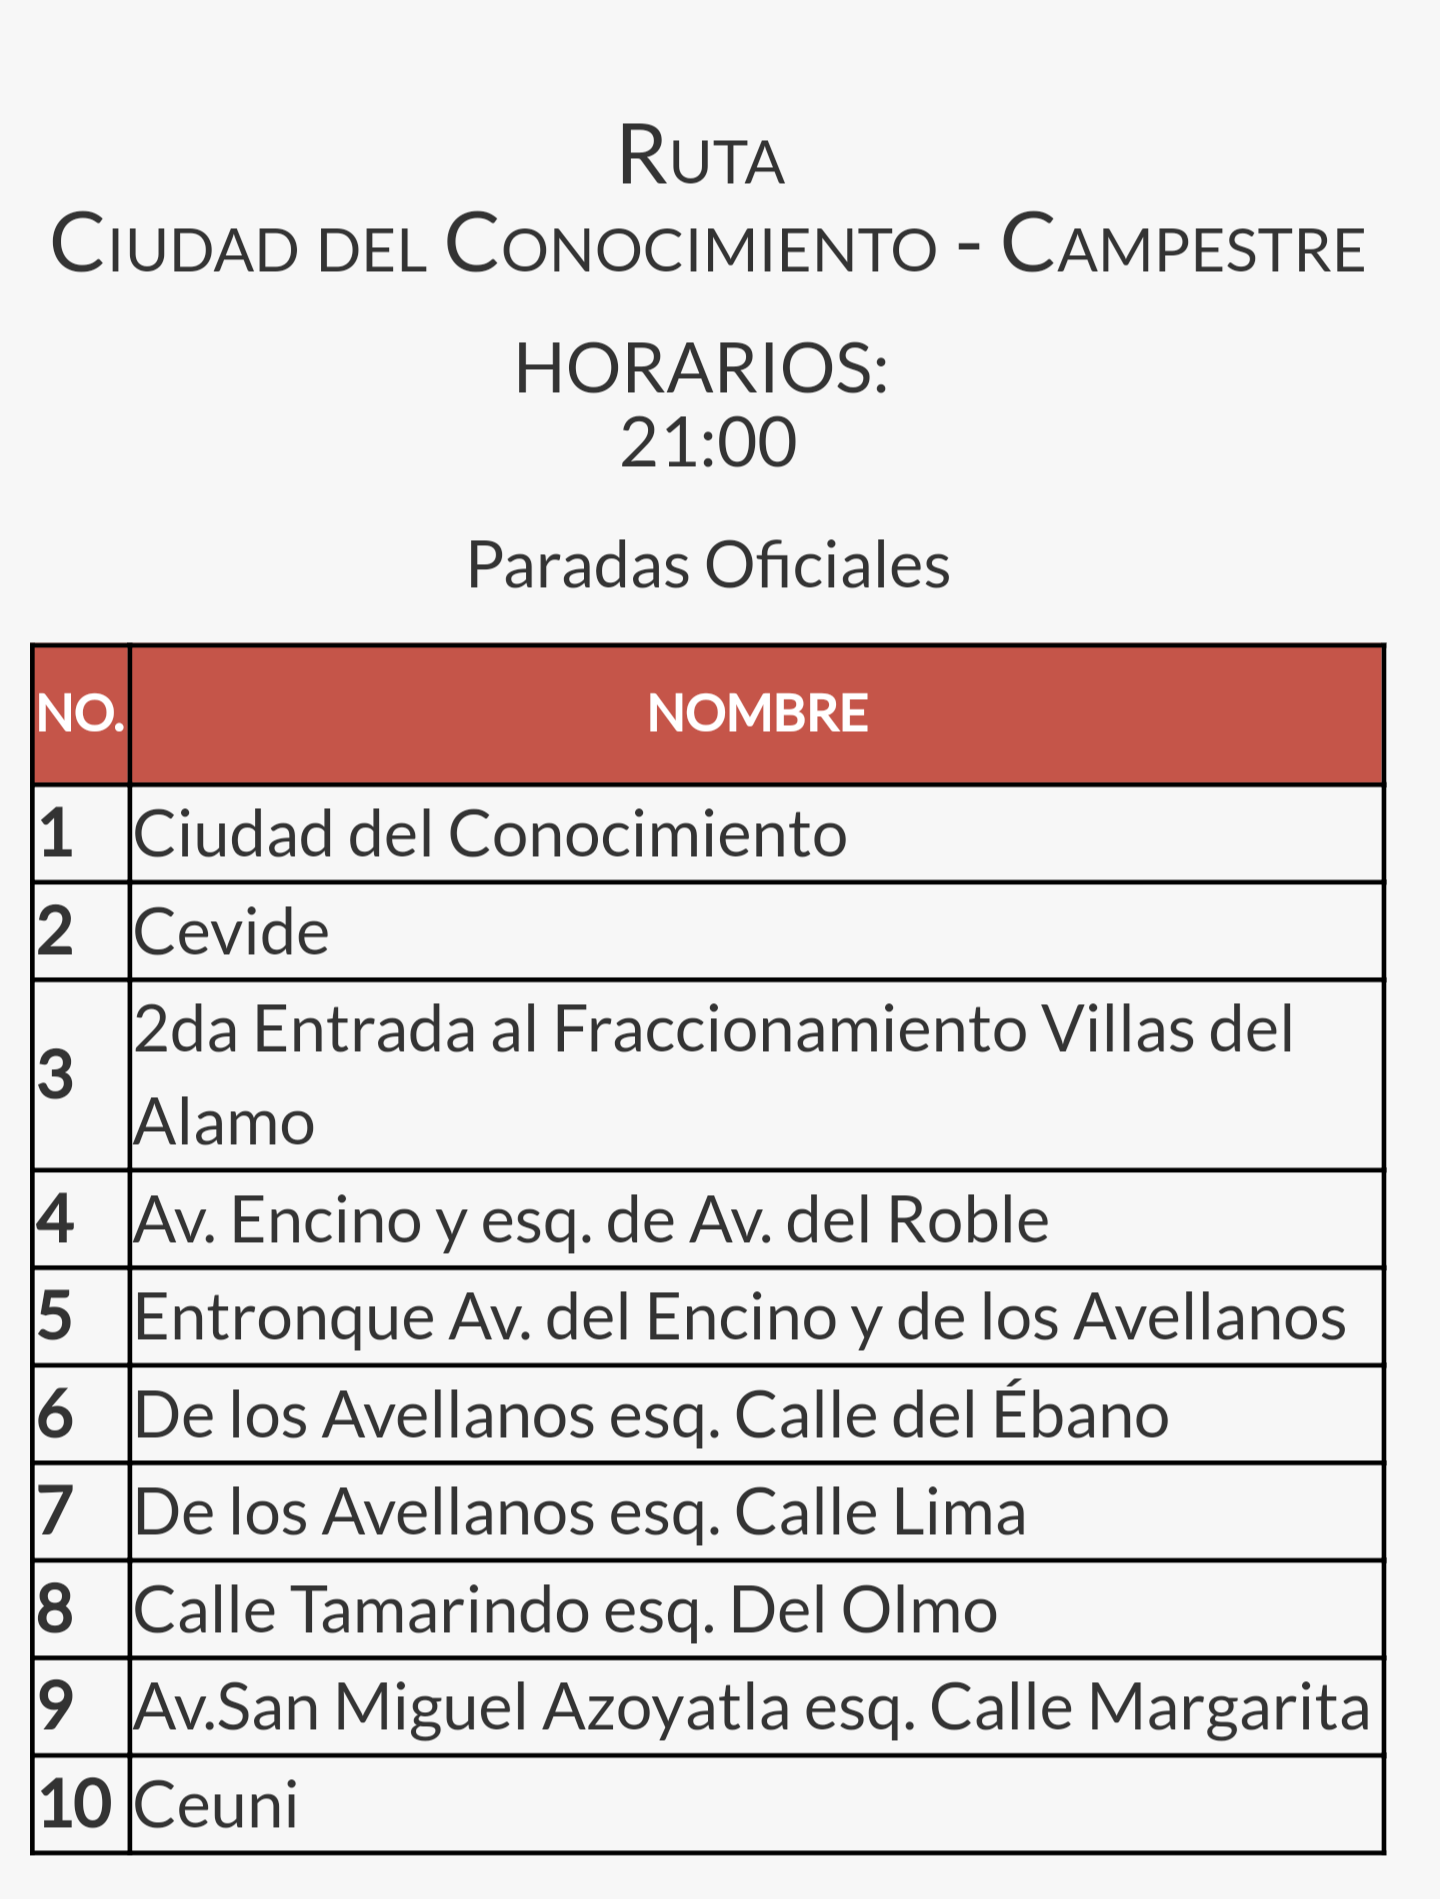 Ruta
Ciudad del Conocimiento - Campestre
HORARIOS:
21:00
Paradas Oficiales
NO. NOMBRE
1 Ciudad del Conocimiento
2 Cevide
3 2da Entrada al Fraccionamiento Villas del
Alamo
4 Av. Encino y esq. de Av. del Roble
5 Entronque Av. del Encino y de los Avellanos
6 De los Avellanos esq. Calle del Ébano
7 De los Avellanos esq. Calle Lima
8 Calle Tamarindo esq. Del Olmo
9 Av.San Miguel Azoyatla esq. Calle Margarita
10 Ceuni